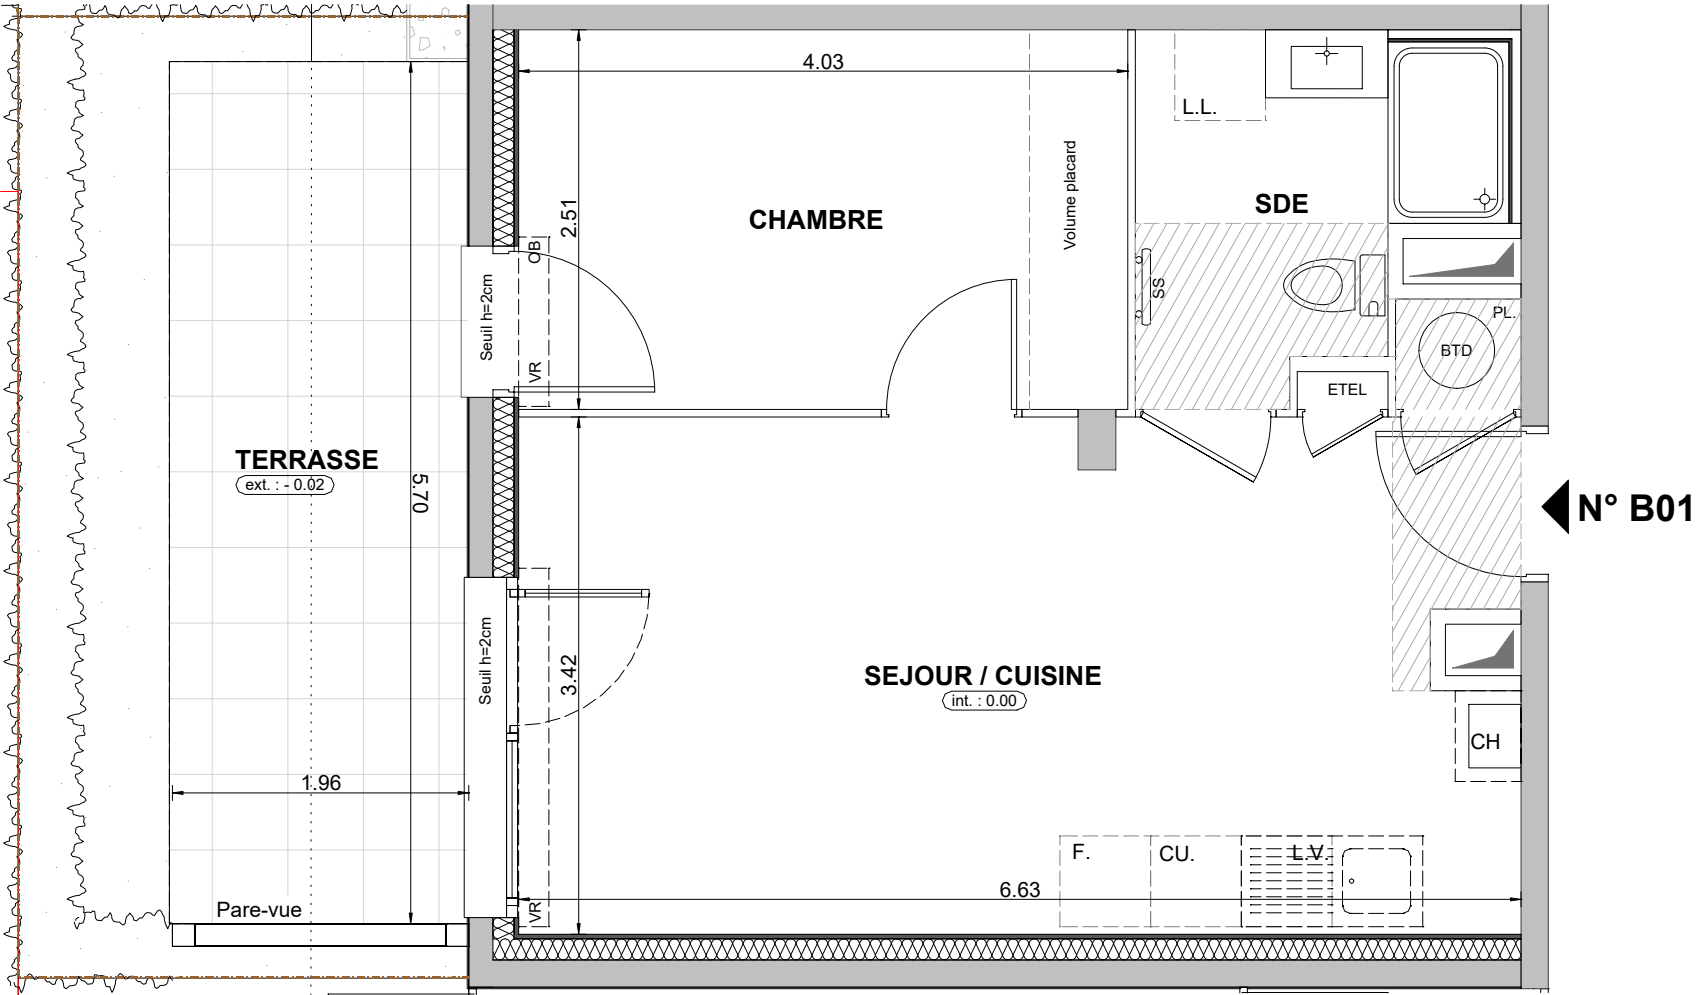 4.03
L.L.
Volume placard
2.51
CHAMBRE
SDE
OB
Seuil h=2cm
VR
SS
PL.
BTD
ETEL
TERRASSE
ext. : - 0.02
5.70
N° B01
Seuil h=2cm
3.42
SEJOUR / CUISINE
int. : 0.00
CH
1.96
F.
CU.
L.V.
6.63
VR
Pare-vue